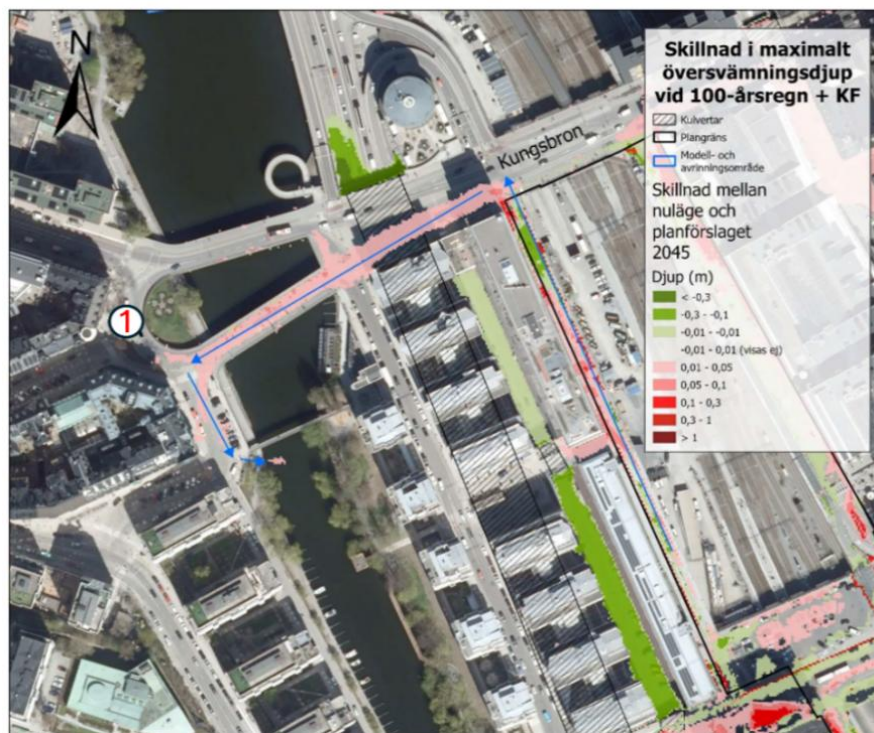 N
Kungsbron
1
Skillnad i maximalt
översvämningsdjup
vid 100-årsregn + KF
Kulvertar
Plangräns
Modell- och
avrinningsområde
Skillnad mellan
nuläge och
planförslaget
2045
Djup (m)
< -0,3
-0,3 - -0,1
-0,01 - -0,01
-0,01 - 0,01 (visas ej)
0,01 - 0,05
0,05 - 0,1
0,1 - 0,3
0,3 - 1
> 1